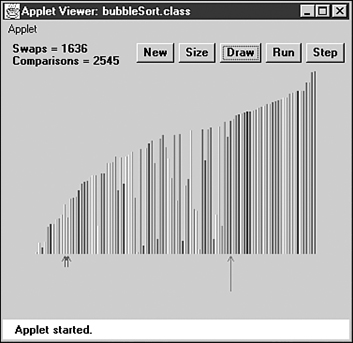 Applet Viewer: bubbleSort.class
Applet
Swaps = 1636
Comparisons = 2545
New Size Draw Run Step
Applet started.